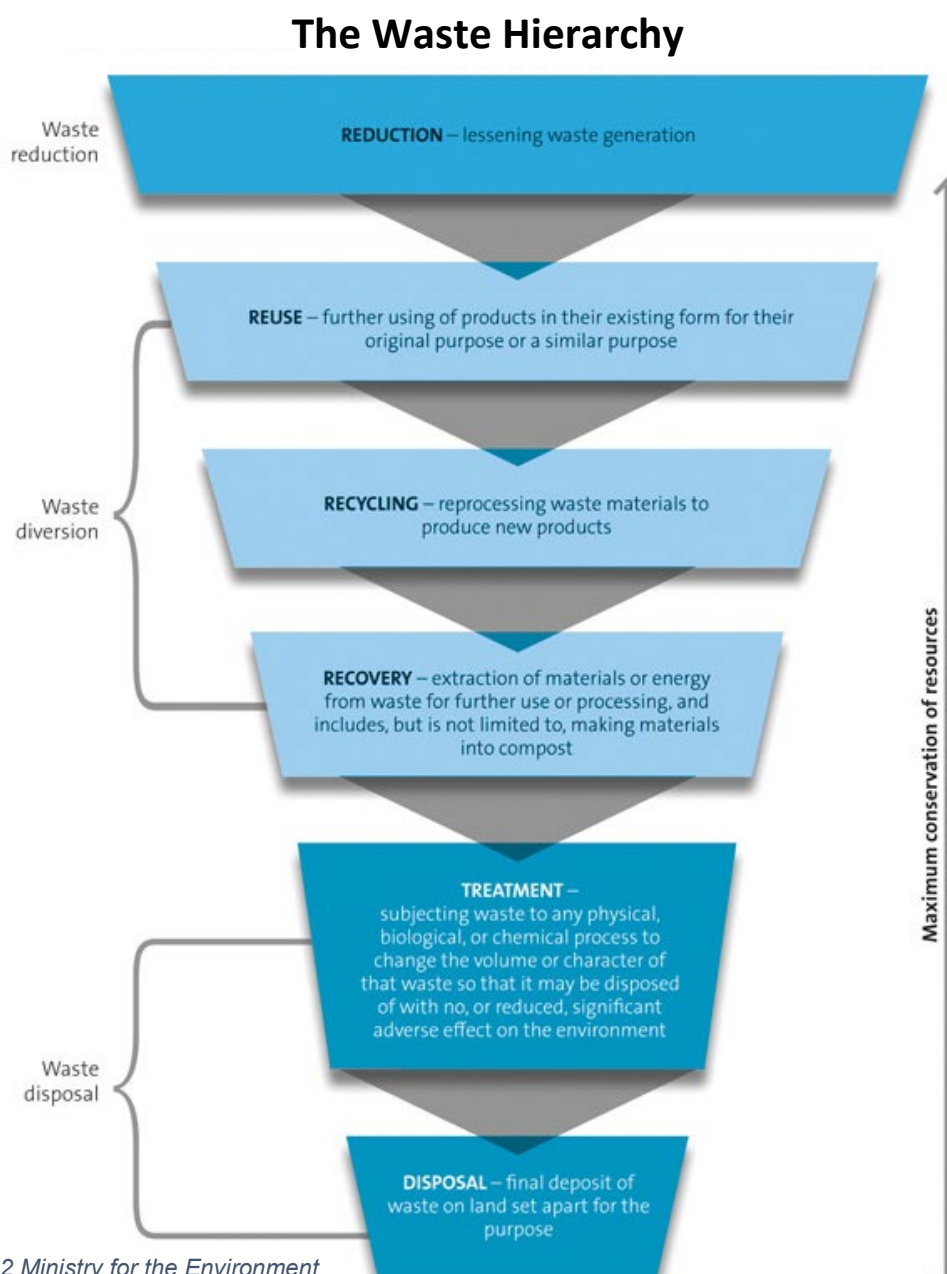 The Waste Hierarchy
Waste
reduction
REDUCTION – lessening waste generation
REUSE – further using of products in their existing form for their
original purpose or a similar purpose
Waste
diversion
RECYCLING – reprocessing waste materials to
produce new products
RECOVERY – extraction of materials or energy
from waste for further use or processing, and
includes, but is not limited to, making materials
into compost
Maximum conservation of resources
TREATMENT –
subjecting waste to any physical,
biological, or chemical process to
change the volume or character of
that waste so that it may be disposed
of with no, or reduced, significant
adverse effect on the environment
Waste
disposal
DISPOSAL – final deposit of
waste on land set apart for the
purpose
2 Ministry for the Environment